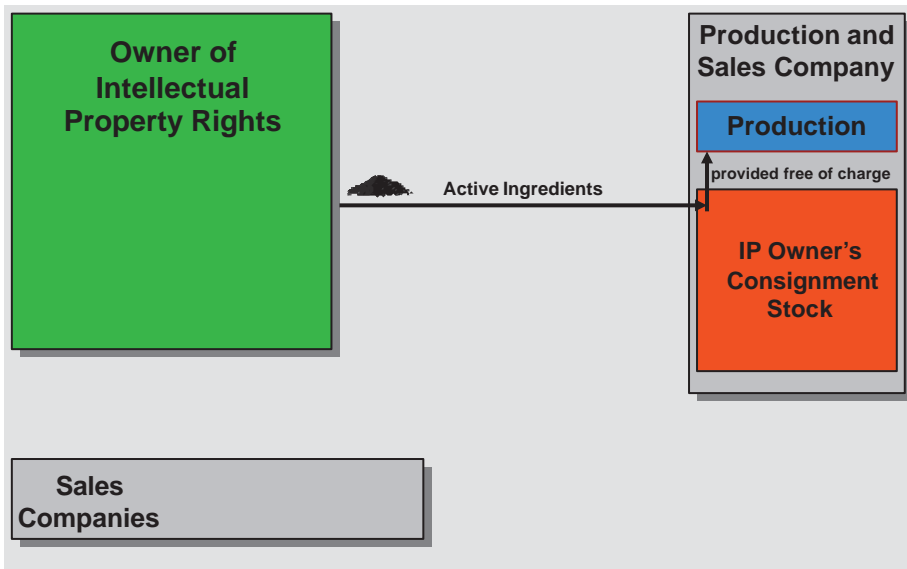 Owner of
Intellectual
Property Rights
Production and
Sales Company
Production
provided free of charge
Active Ingredients
IP Owner's
Consignment
Stock
Sales
Companies